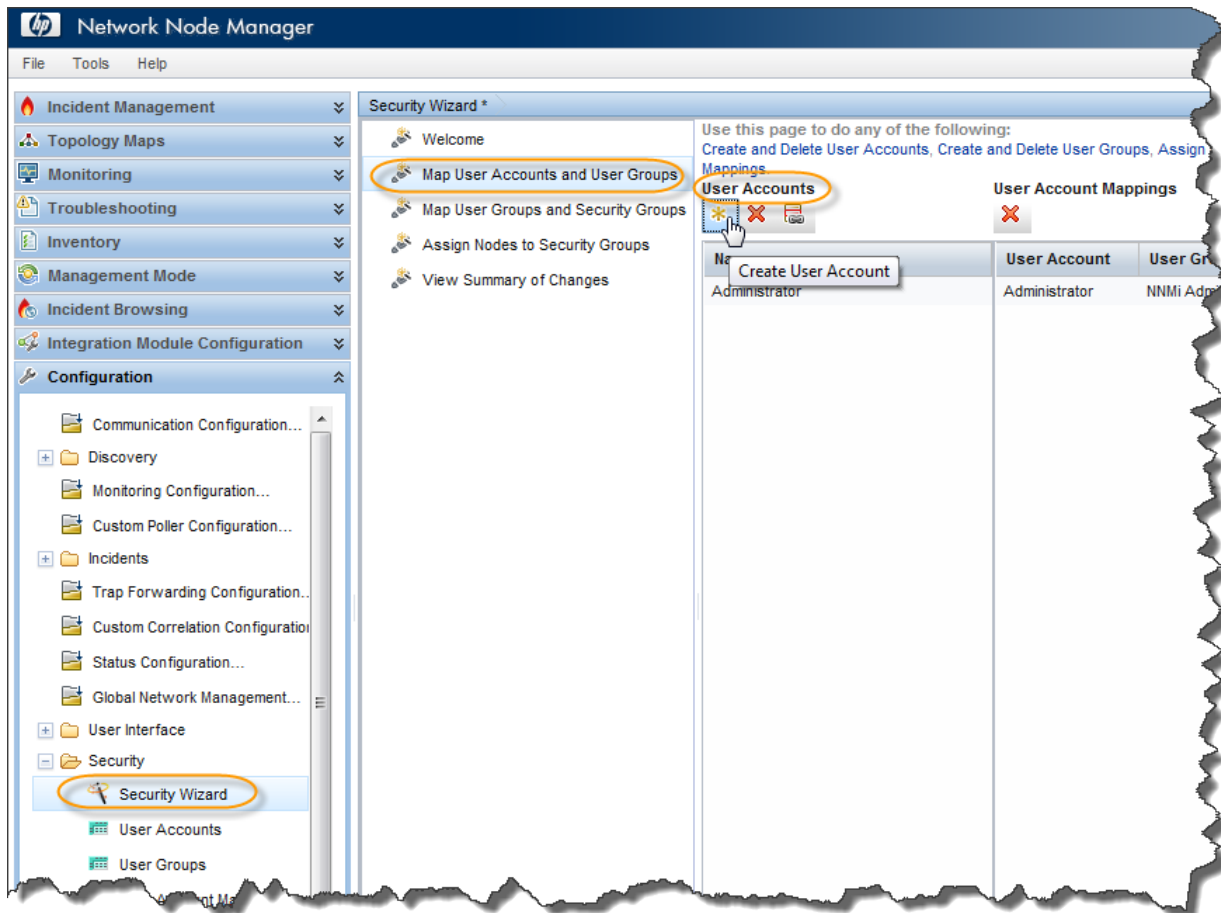 hp Network Node Manager
File Tools Help
Incident Management
Topology Maps
Monitoring
Troubleshooting
Inventory
Management Mode
Incident Browsing
Integration Module Configuration
Configuration
Communication Configuration...
Discovery
Monitoring Configuration...
Custom Poller Configuration...
Incidents
Trap Forwarding Configuration..
Custom Correlation Configuration
Status Configuration...
Global Network Management...
User Interface
Security
Security Wizard
User Accounts
User Groups
Security Wizard *
Welcome
Map User Accounts and User Groups
Map User Groups and Security Groups
Assign Nodes to Security Groups
View Summary of Changes
Use this page to do any of the following:
Create and Delete User Accounts, Create and Delete User Groups, Assign
Mappings.
User Accounts
Create User Account
Administrator
User Account Mappings
User Account User Gr
Administrator NNMi Adm